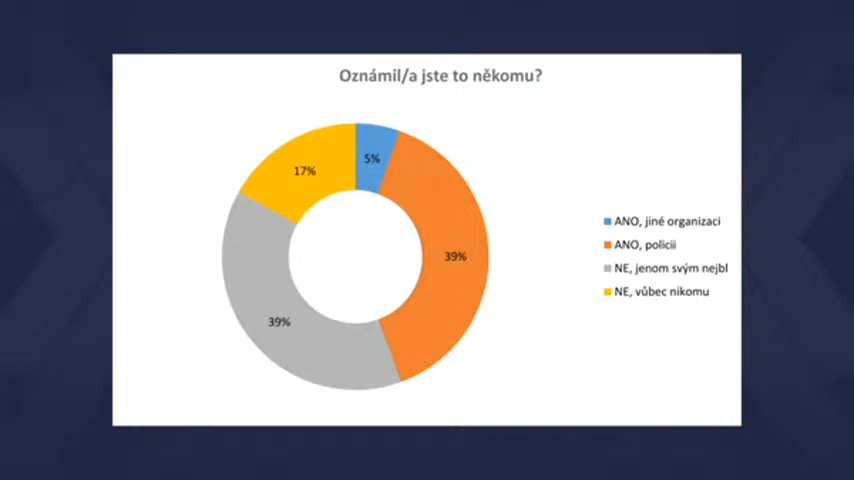 Oznámil/a jste to někomu?
5%
17%
39%
39%
ANO, jiné organizaci
ANO, policii
NE, jenom svým nejbl
NE, vůbec nikomu